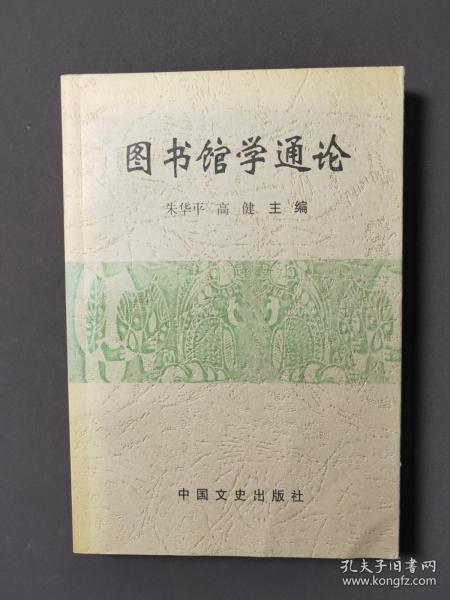 图书馆学通论
朱华平 高 健 主 编
中国文史出版社
孔夫子旧书网
www.kongfz.com